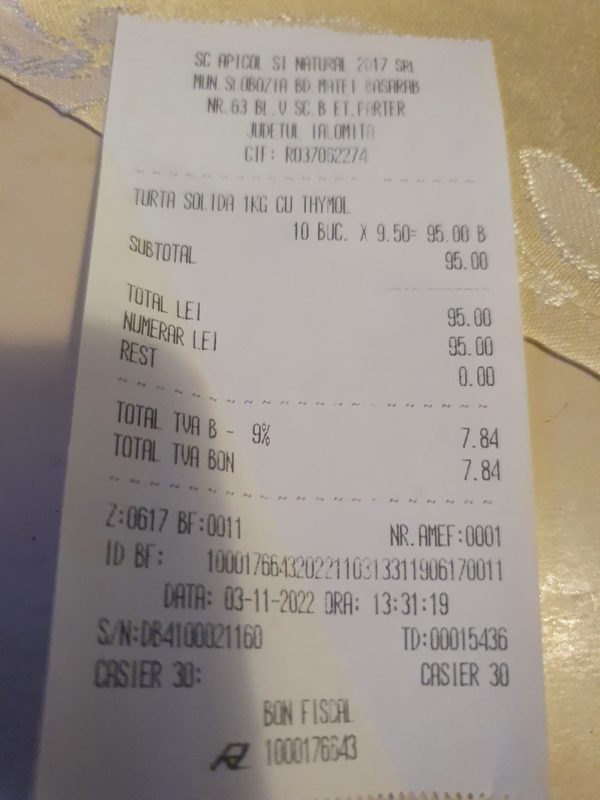 SC APICOL SI NATURAL 2017 SRL
MUN.SLOBOZIA BD.MATEI BASARAB
NR.63 BL.V SC.B ET.PARTER
JUDETUL IALOMITA
CIF: RO37062274
TURTA SOLIDA 1KG CU THYMOL
10 BUC. X 9.50= 95.00 B
SUBTOTAL 95.00
TOTAL LEI 95.00
NUMERAR LEI 95.00
REST 0.00
TOTAL TVA B - 9% 7.84
TOTAL TVA BON 7.84
Z:0617 BF:0011 NR.AMEF:0001
ID BF: 10001766432022110313311906170011
DATA: 03-11-2022 ORA: 13:31:19
S/N:DB4100021160 TD:00015436
CASIER 30: CASIER 30
BON FISCAL
1000176643